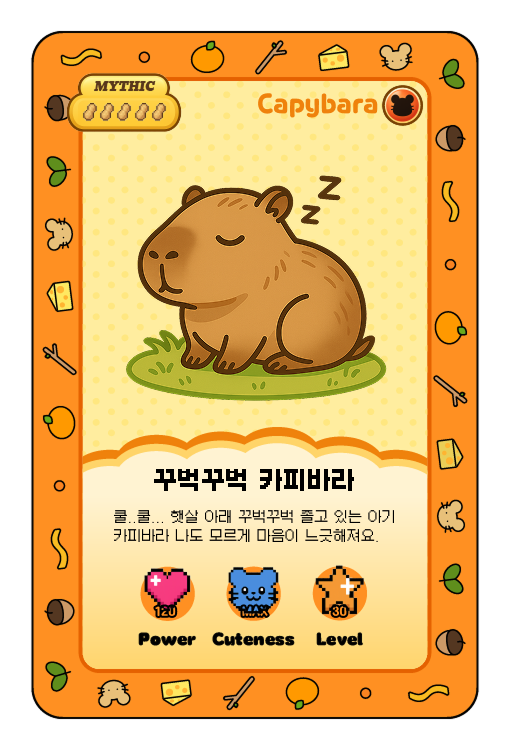 MYTHIC
Capybara
Z
Z
꾸벅꾸벅 카피바라
쿨..쿨... 햇살 아래 꾸벅꾸벅 졸고 있는 아기
카피바라 나도 모르게 마음이 느긋해져요.
120 MAX 30
Power Cuteness Level